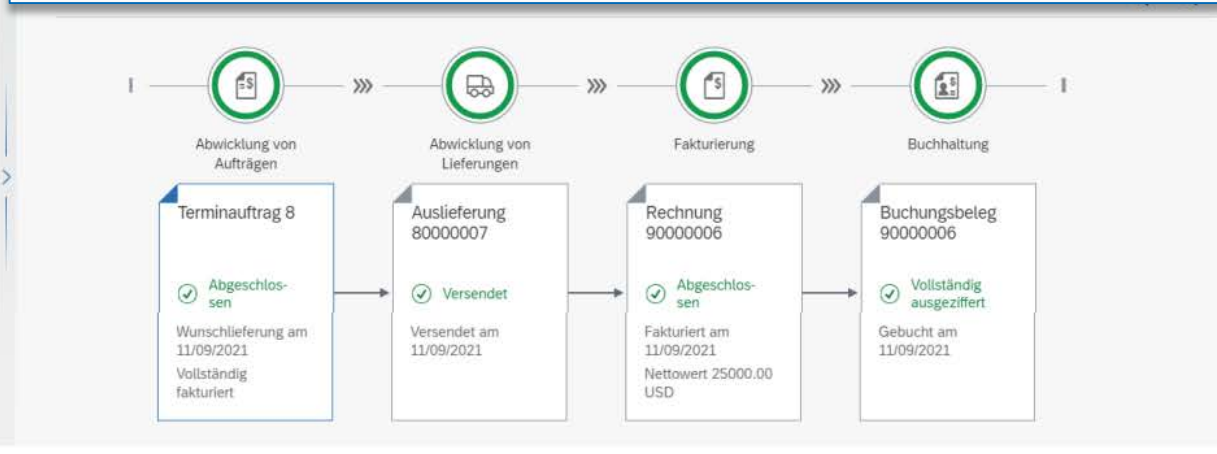 Abwicklung von
Aufträgen
Abwicklung von
Lieferungen
Fakturierung
Buchhaltung
Terminauftrag 8
Abgeschlos-
sen
Wunschlieferung am
11/09/2021
Vollständig
fakturiert
Auslieferung
80000007
Versendet
Versendet am
11/09/2021
Rechnung
90000006
Abgeschlos-
sen
Fakturiert am
11/09/2021
Nettowert 25000.00
USD
Buchungsbeleg
90000006
Vollständig
ausgeziffert
Gebucht am
11/09/2021